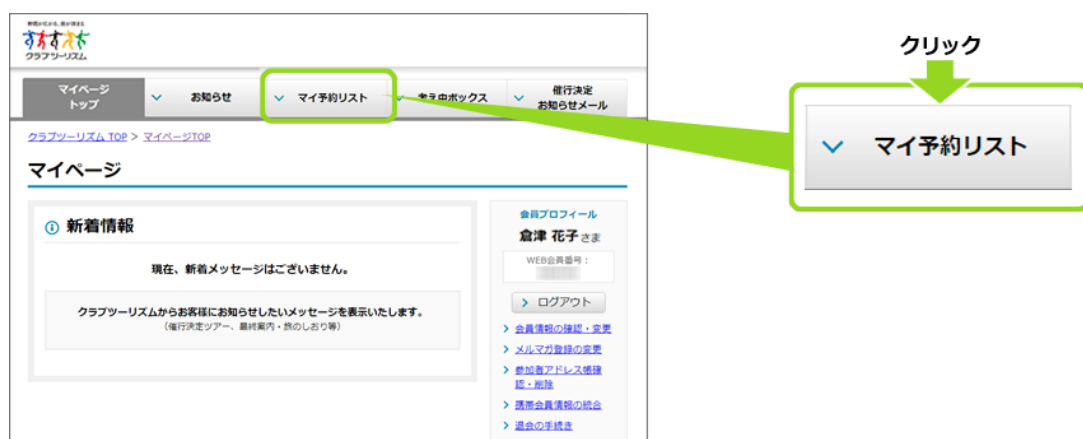 クリック
クラブツーリズム
マイページ
トップ
お知らせ
マイ予約リスト
考え中ボックス
催行決定
お知らせメール
マイ予約リスト
クラブツーリズム TOP > マイページTOP
マイページ
新着情報
現在、新着メッセージはございません。
クラブツーリズムからお客様にお知らせしたいメッセージを表示いたします。
（催行決定ツアー、最終案内・旅のしおり等）
会員プロフィール
倉津 花子さま
WEB会員番号：
ログアウト
会員情報の確認・変更
メルマガ登録の変更
参加者アドレス帳確
認・削除
携帯会員情報の統合
退会の手続き